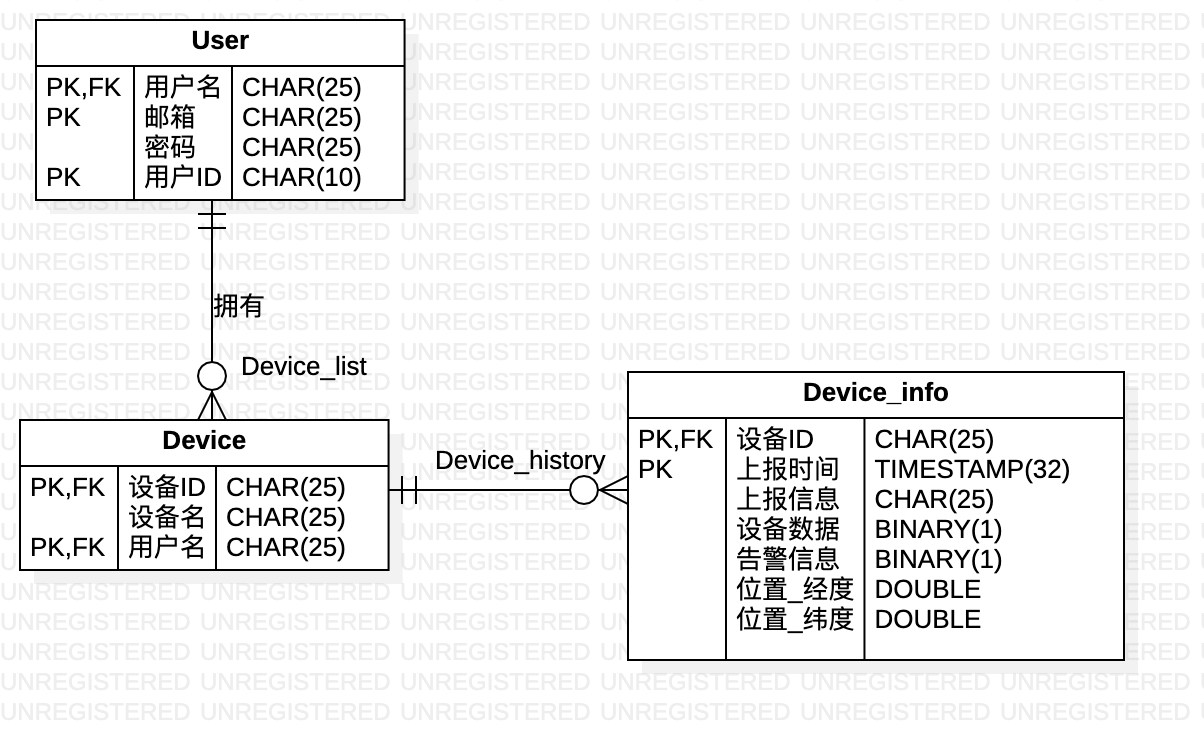 User
PK,FK 用户名 CHAR(25)
PK 邮箱 CHAR(25)
密码 CHAR(25)
PK 用户ID CHAR(10)
拥有
Device_list
Device
PK,FK 设备ID CHAR(25)
设备名 CHAR(25)
PK,FK 用户名 CHAR(25)
Device_history
Device_info
PK,FK 设备ID CHAR(25)
PK 上报时间 TIMESTAMP(32)
上报信息 CHAR(25)
设备数据 BINARY(1)
告警信息 BINARY(1)
位置_经度 DOUBLE
位置_纬度 DOUBLE
UNREGISTERED